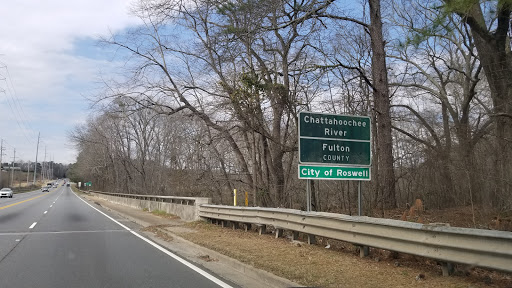 Chattahoochee
River
Fulton
COUNTY
City of Roswell